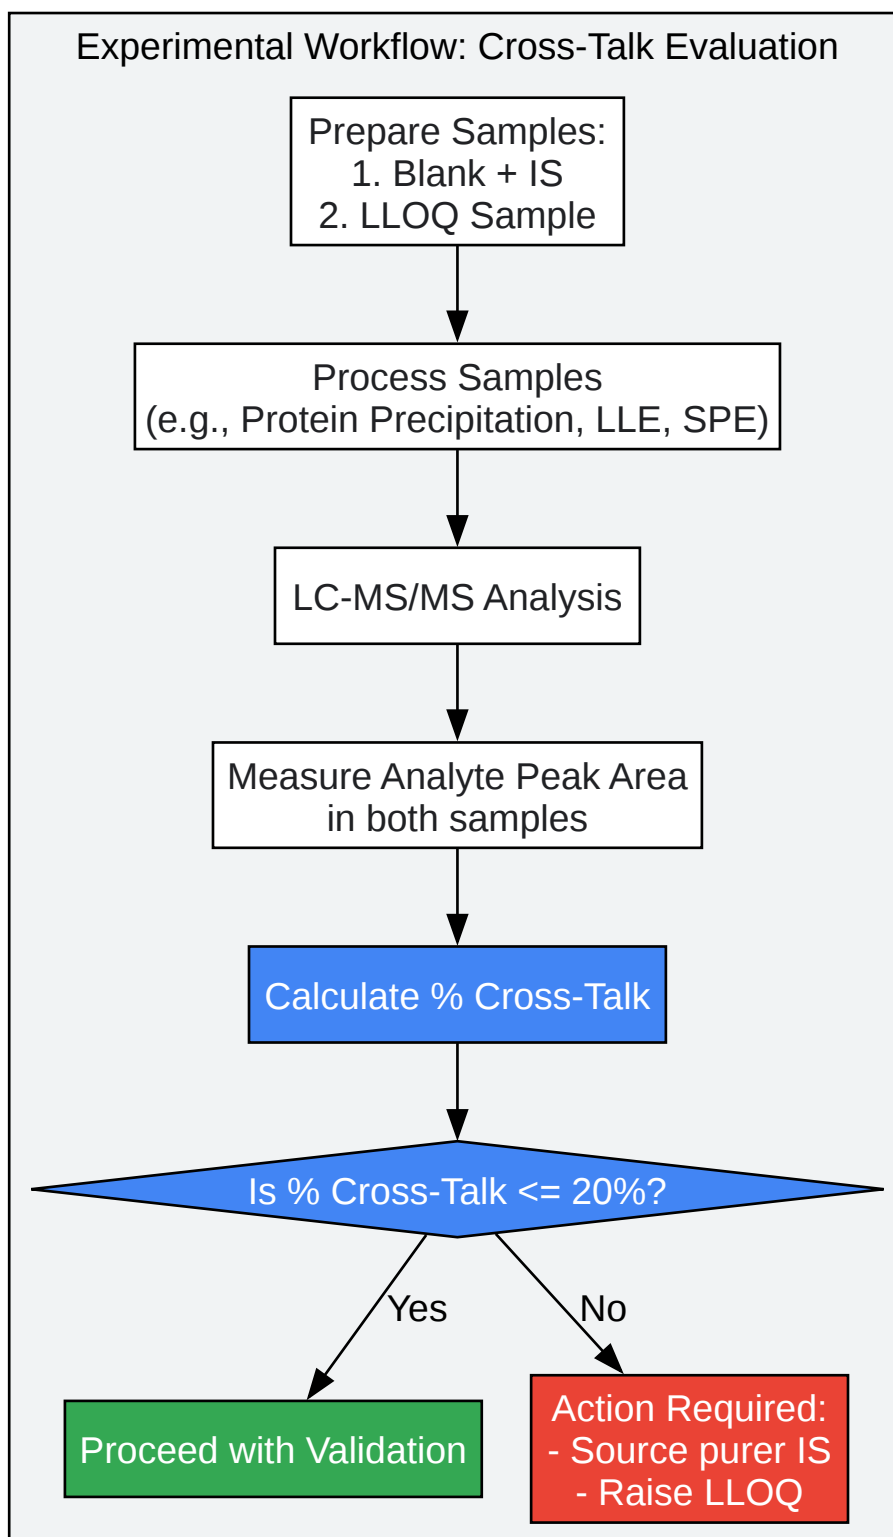 Experimental Workflow: Cross-Talk Evaluation
Prepare Samples:
1. Blank + IS
2. LLOQ Sample
Process Samples
(e.g., Protein Precipitation, LLE, SPE)
LC-MS/MS Analysis
Measure Analyte Peak Area
in both samples
Calculate % Cross-Talk
Is % Cross-Talk <= 20%?
Yes
No
Proceed with Validation
Action Required:
- Source purer IS
- Raise LLOQ